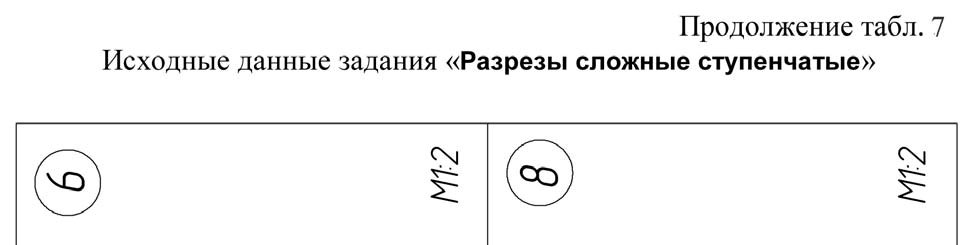 Продолжение табл. 7
Исходные данные задания «Разрезы сложные ступенчатые»
6
М1:2
8
М1:2